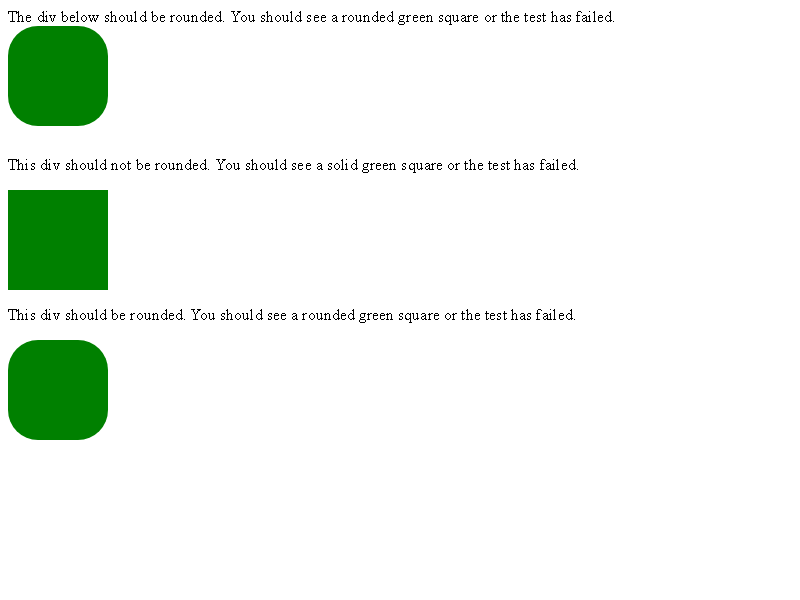 The div below should be rounded. You should see a rounded green square or the test has failed.
This div should not be rounded. You should see a solid green square or the test has failed.
This div should be rounded. You should see a rounded green square or the test has failed.